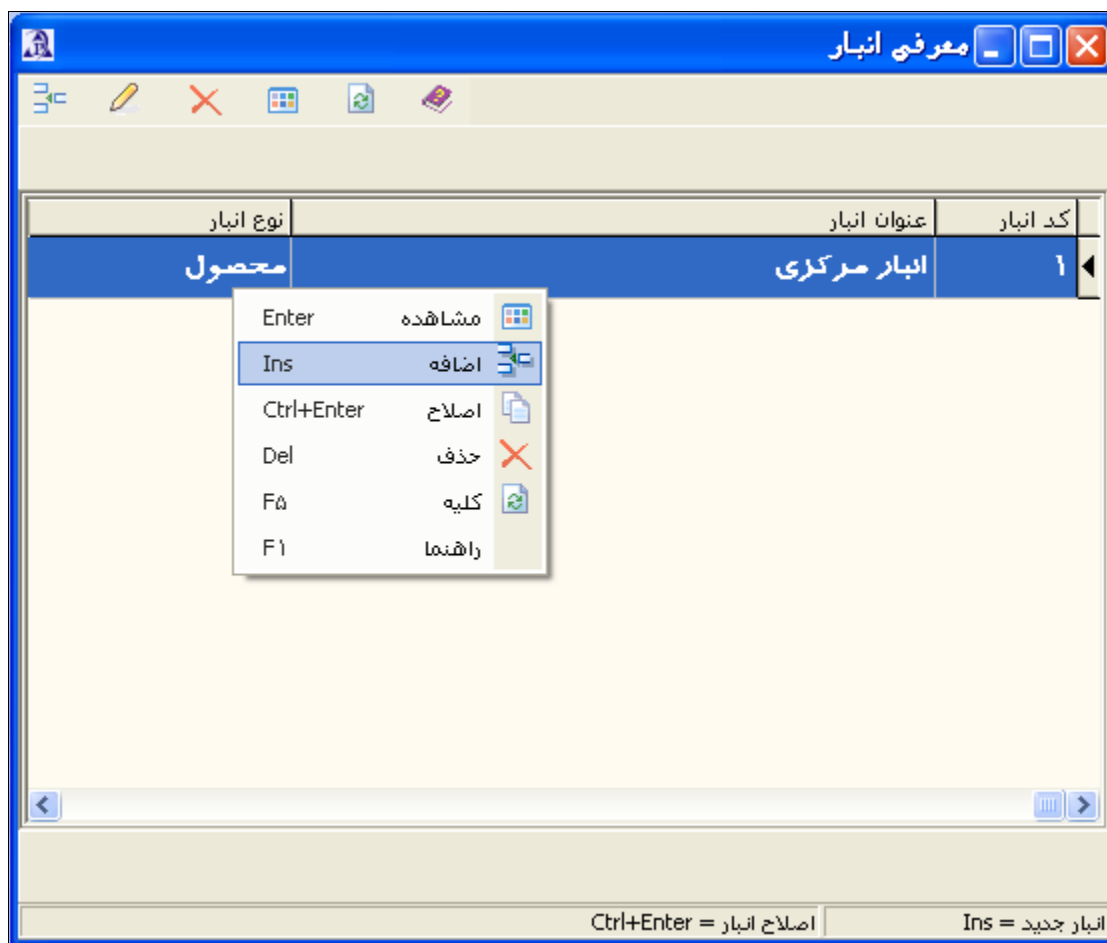 معرفی انبار
کد انبار عنوان انبار نوع انبار
۱ انبار مرکزی محصول
مشاهده Enter
اضافه Ins
اصلاح Ctrl+Enter
حذف Del
کلیه F۵
راهنما F۱
انبار جدید = Ins اصلاح انبار = Ctrl+Enter